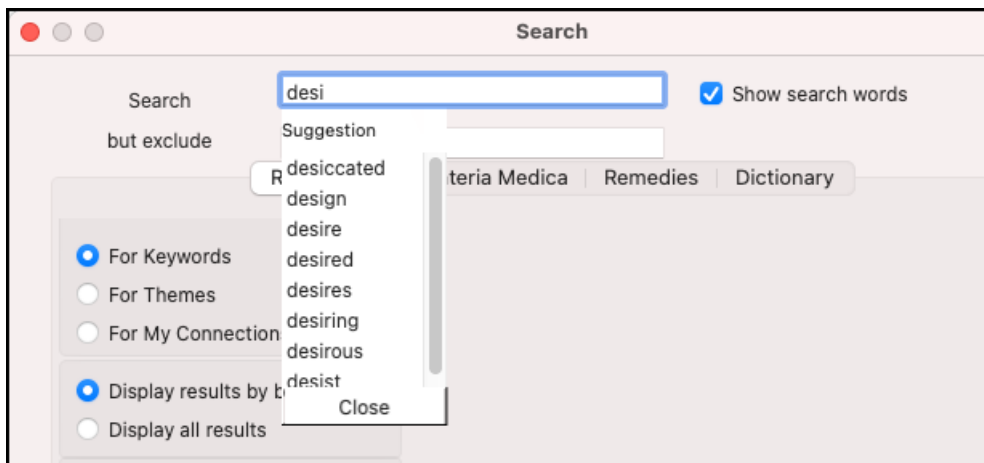 Search
Search desi Show search words
but exclude
Suggestion
R teria Medica Remedies Dictionary
desiccated
design
desire
desired
desires
desiring
desirous
desist
Close
For Keywords
For Themes
For My Connection
Display results by b
Display all results